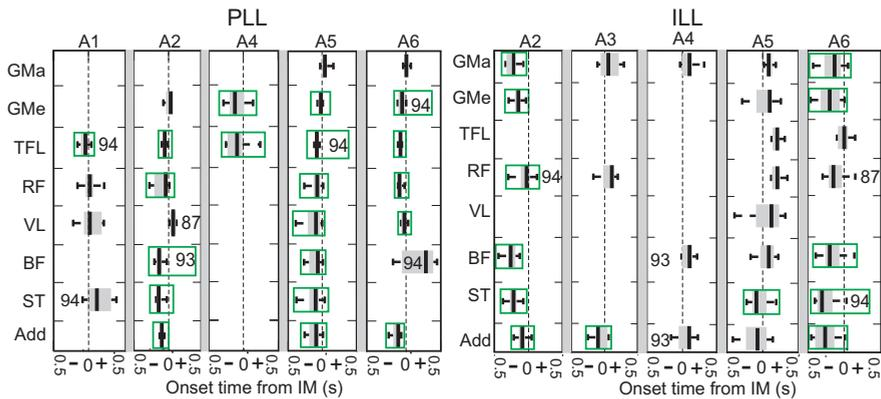 PLL
ILL
A1 A2 A4 A5 A6
A2 A3 A4 A5 A6
GMa
GMe 94
TFL 94 94
RF
VL 87
BF 93 94
ST 94
Add
GMa
GMe
TFL
RF 94 87
VL
BF 93
ST 94
Add 93
0.5 – 0 + 0.5 0.5 – 0 + 0.5 0.5 – 0 + 0.5 0.5 – 0 + 0.5 0.5 – 0 + 0.5
0.5 – 0 + 0.5 0.5 – 0 + 0.5 0.5 – 0 + 0.5 0.5 – 0 + 0.5 0.5 – 0 + 0.5
Onset time from IM (s)
Onset time from IM (s)